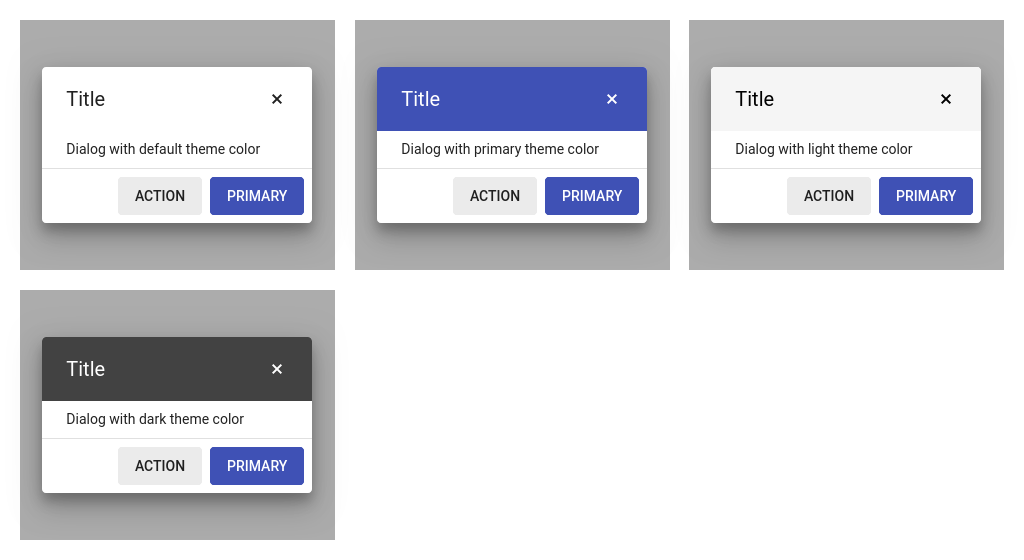 Title ✕
Dialog with default theme color
ACTION PRIMARY
Title ✕
Dialog with primary theme color
ACTION PRIMARY
Title ✕
Dialog with light theme color
ACTION PRIMARY
Title ✕
Dialog with dark theme color
ACTION PRIMARY